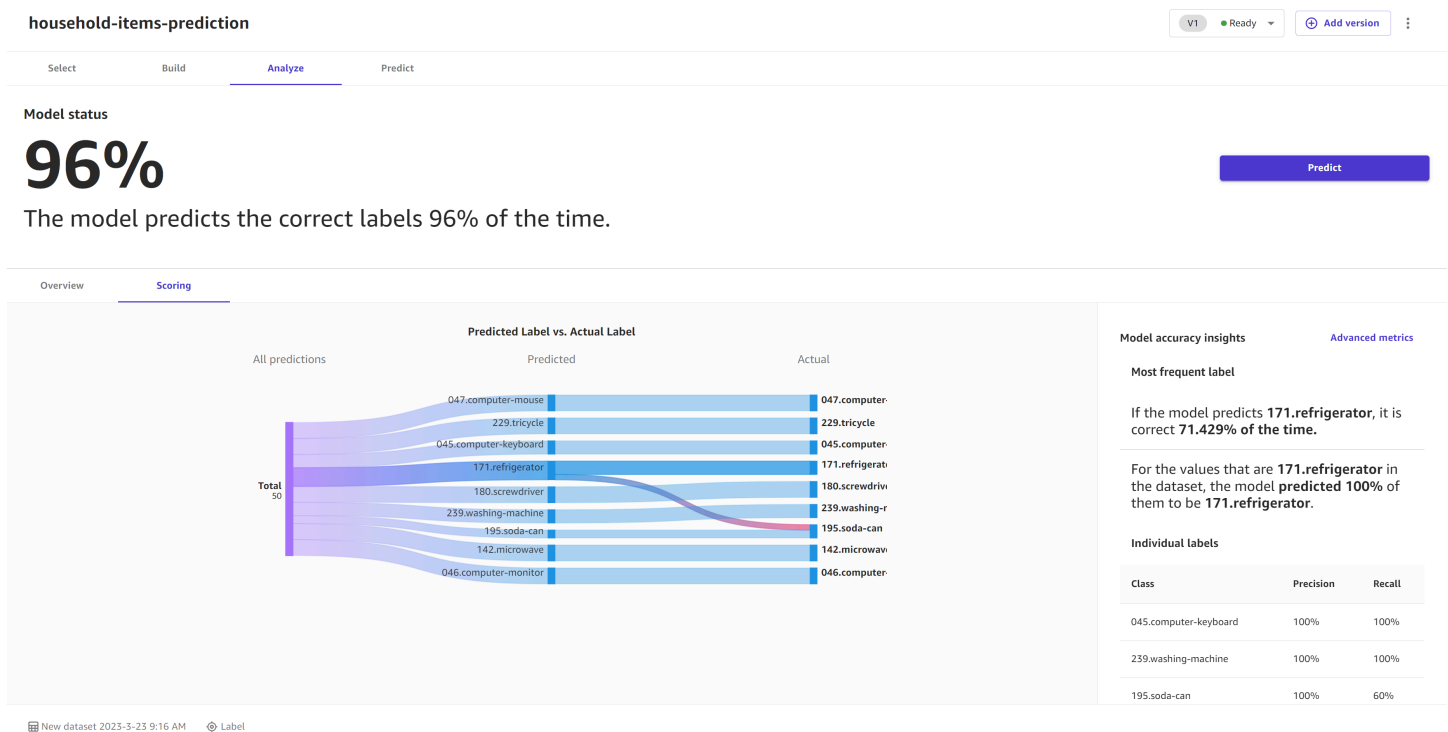 household-items-prediction
V1 Ready Add version
Select Build Analyze Predict
Model status
96%
Predict
The model predicts the correct labels 96% of the time.
Overview Scoring
Predicted Label vs. Actual Label
All predictions Predicted Actual
Total
50
047.computer-mouse
229.tricycle
045.computer-keyboard
171.refrigerator
180.screwdriver
239.washing-machine
195.soda-can
142.microwave
046.computer-monitor
047.computer-
229.tricycle
045.computer-
171.refrigerat
180.screwdrive
239.washing-r
195.soda-can
142.microwave
046.computer-
Model accuracy insights Advanced metrics
Most frequent label
If the model predicts 171.refrigerator, it is
correct 71.429% of the time.
For the values that are 171.refrigerator in
the dataset, the model predicted 100% of
them to be 171.refrigerator.
Individual labels
Class Precision Recall
045.computer-keyboard 100% 100%
239.washing-machine 100% 100%
195.soda-can 100% 60%
New dataset 2023-3-23 9:16 AM Label